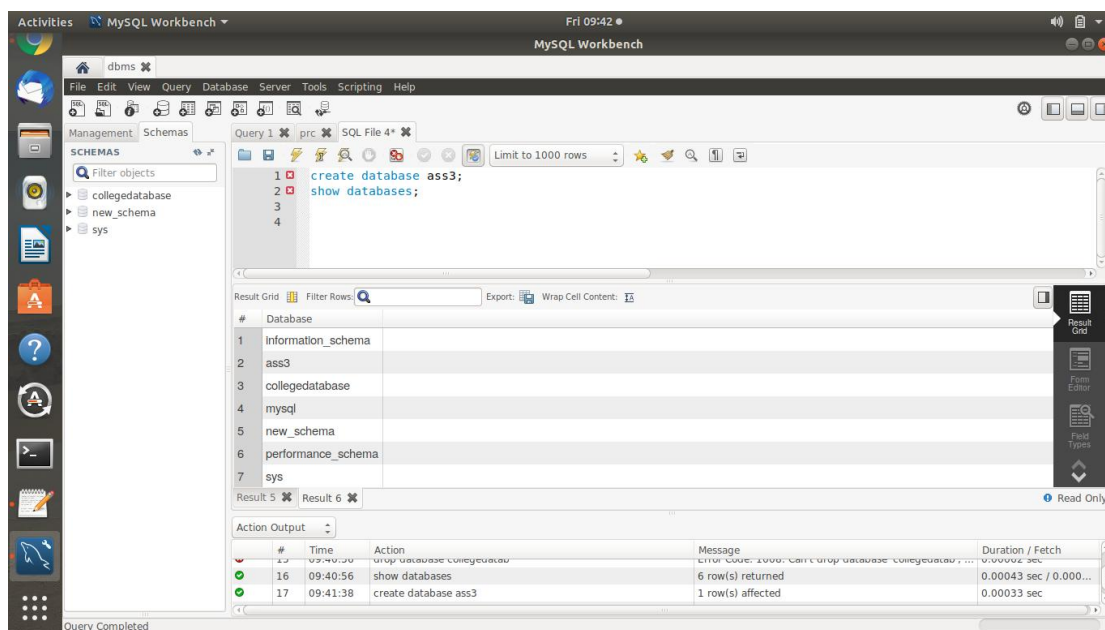 Activities MySQL Workbench Fri 09:42
MySQL Workbench
dbms
File Edit View Query Database Server Tools Scripting Help
Management Schemas Query 1 prc SQL File 4*
SCHEMAS
Filter objects
collegedatabase
new_schema
sys
Limit to 1000 rows
1 create database ass3;
2 show databases;
3
4
Result Grid Filter Rows: Export: Wrap Cell Content:
# Database
1 information_schema
2 ass3
3 collegedatabase
4 mysql
5 new_schema
6 performance_schema
7 sys
Result Grid
Form Editor
Field Types
Result 5 Result 6 Read Only
Action Output
# Time Action Message Duration / Fetch
16 09:40:56 show databases 6 row(s) returned 0.00043 sec / 0.000...
17 09:41:38 create database ass3 1 row(s) affected 0.00033 sec
Query Completed